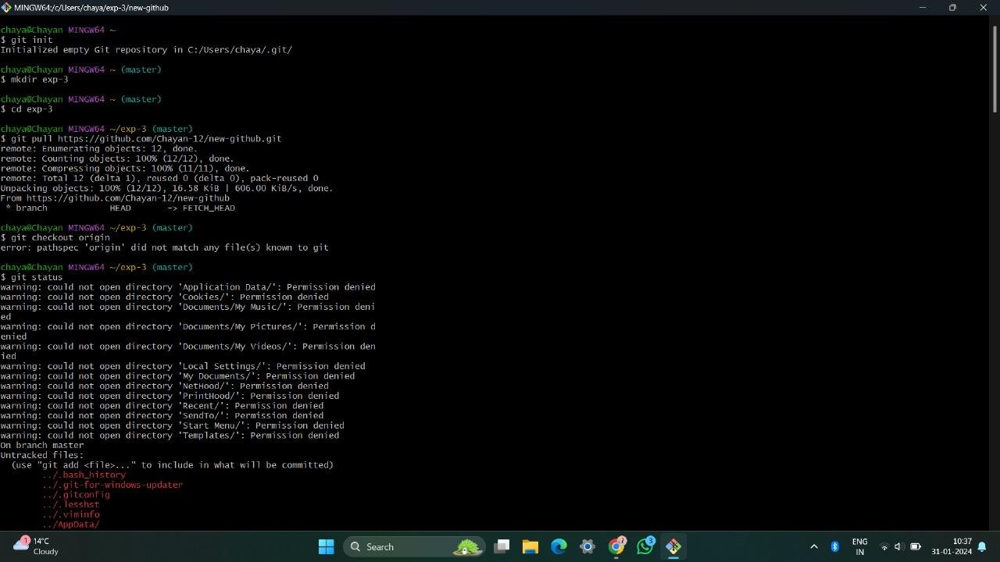 MINGW64:/c/Users/chaya/exp-3/new-github
chaya@Chayan MINGW64 ~
$ git init
Initialized empty Git repository in C:/Users/chaya/.git/
chaya@Chayan MINGW64 ~ (master)
$ mkdir exp-3
chaya@Chayan MINGW64 ~ (master)
$ cd exp-3
chaya@Chayan MINGW64 ~/exp-3 (master)
$ git pull https://github.com/Chayan-12/new-github.git
remote: Enumerating objects: 12, done.
remote: Counting objects: 100% (12/12), done.
remote: Compressing objects: 100% (11/11), done.
remote: Total 12 (delta 1), reused 0 (delta 0), pack-reused 0
Unpacking objects: 100% (12/12), 16.58 KiB | 606.00 KiB/s, done.
From https://github.com/Chayan-12/new-github
 * branch            HEAD       -> FETCH_HEAD
chaya@Chayan MINGW64 ~/exp-3 (master)
$ git checkout origin
error: pathspec 'origin' did not match any file(s) known to git
chaya@Chayan MINGW64 ~/exp-3 (master)
$ git status
warning: could not open directory 'Application Data/': Permission denied
warning: could not open directory 'Cookies/': Permission denied
warning: could not open directory 'Documents/My Music/': Permission deni
ed
warning: could not open directory 'Documents/My Pictures/': Permission d
enied
warning: could not open directory 'Documents/My Videos/': Permission den
ied
warning: could not open directory 'Local Settings/': Permission denied
warning: could not open directory 'My Documents/': Permission denied
warning: could not open directory 'NetHood/': Permission denied
warning: could not open directory 'PrintHood/': Permission denied
warning: could not open directory 'Recent/': Permission denied
warning: could not open directory 'SendTo/': Permission denied
warning: could not open directory 'Start Menu/': Permission denied
warning: could not open directory 'Templates/': Permission denied
On branch master
Untracked files:
  (use "git add <file>..." to include in what will be committed)
        ../.bash_history
        ../.git-for-windows-updater
        ../.gitconfig
        ../.lesshst
        ../.viminfo
        ../AppData/
1
14°C
Cloudy
Search
3
ENG
IN
10:37
31-01-2024